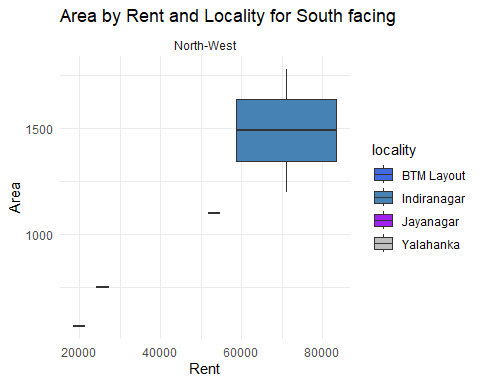 Area by Rent and Locality for South facing
North-West
1500
1000
Area
20000 40000 60000 80000
Rent
locality
BTM Layout
Indiranagar
Jayanagar
Yalahanka